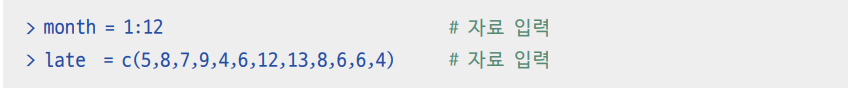 > month = 1:12 # 자료 입력
> late = c(5,8,7,9,4,6,12,13,8,6,6,4) # 자료 입력